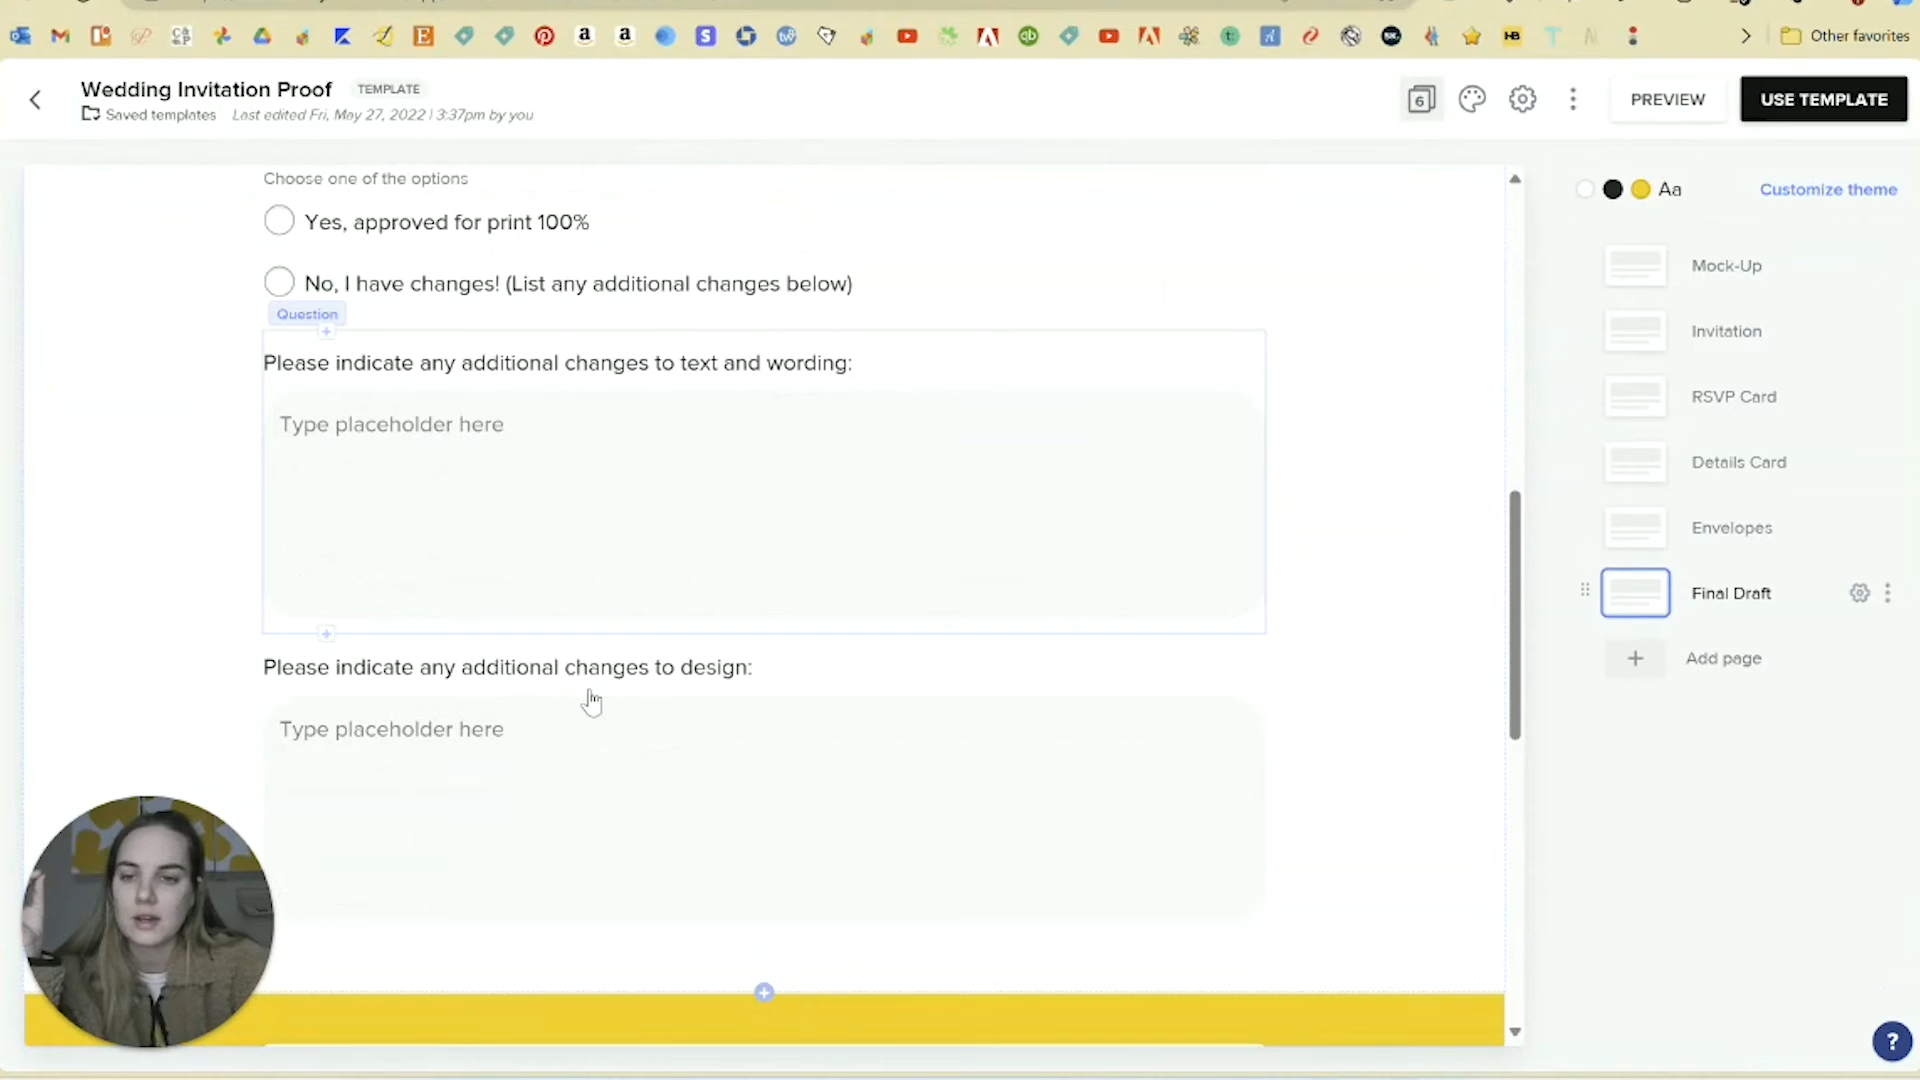 Other favorites
Wedding Invitation Proof TEMPLATE
Saved templates Last edited Fri, May 27, 2022 | 3:37pm by you
6
PREVIEW
USE TEMPLATE
Choose one of the options
Yes, approved for print 100%
No, I have changes! (List any additional changes below)
Question
Please indicate any additional changes to text and wording:
Type placeholder here
Please indicate any additional changes to design:
Type placeholder here
Aa
Customize theme
Mock-Up
Invitation
RSVP Card
Details Card
Envelopes
Final Draft
Add page
?